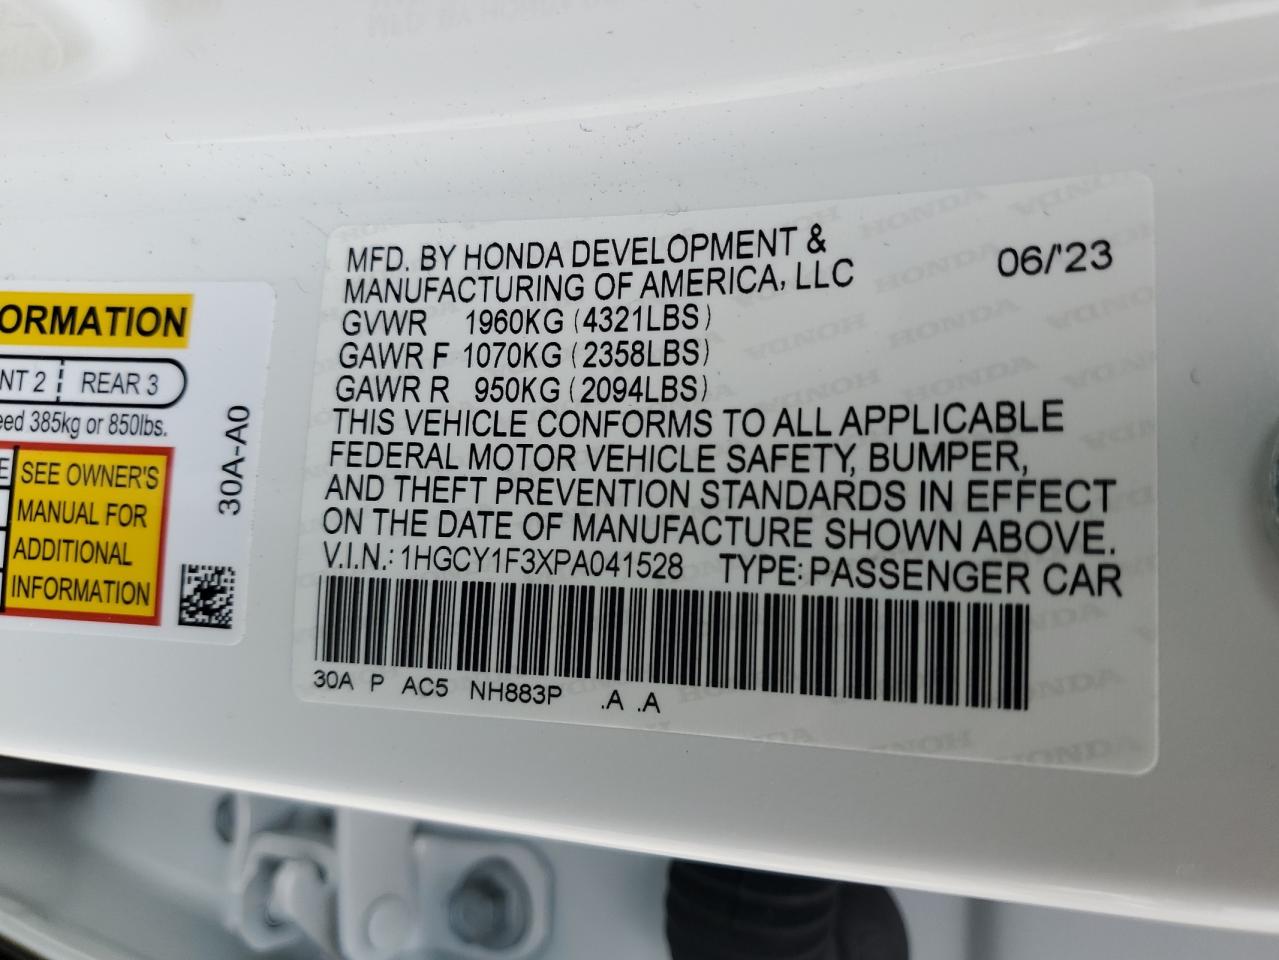 ORMATION
NT 2 REAR 3
eed 385kg or 850lbs.
E
SEE OWNER'S
MANUAL FOR
ADDITIONAL
INFORMATION
30A-A0
MFD. BY HONDA DEVELOPMENT &
MANUFACTURING OF AMERICA, LLC
06/'23
GVWR 1960KG (4321LBS)
GAWR F 1070KG (2358LBS)
GAWR R 950KG (2094LBS)
THIS VEHICLE CONFORMS TO ALL APPLICABLE
FEDERAL MOTOR VEHICLE SAFETY, BUMPER,
AND THEFT PREVENTION STANDARDS IN EFFECT
ON THE DATE OF MANUFACTURE SHOWN ABOVE.
V.I.N.: 1HGCY1F3XPA041528 TYPE: PASSENGER CAR
30A P AC5 NH883P .A .A